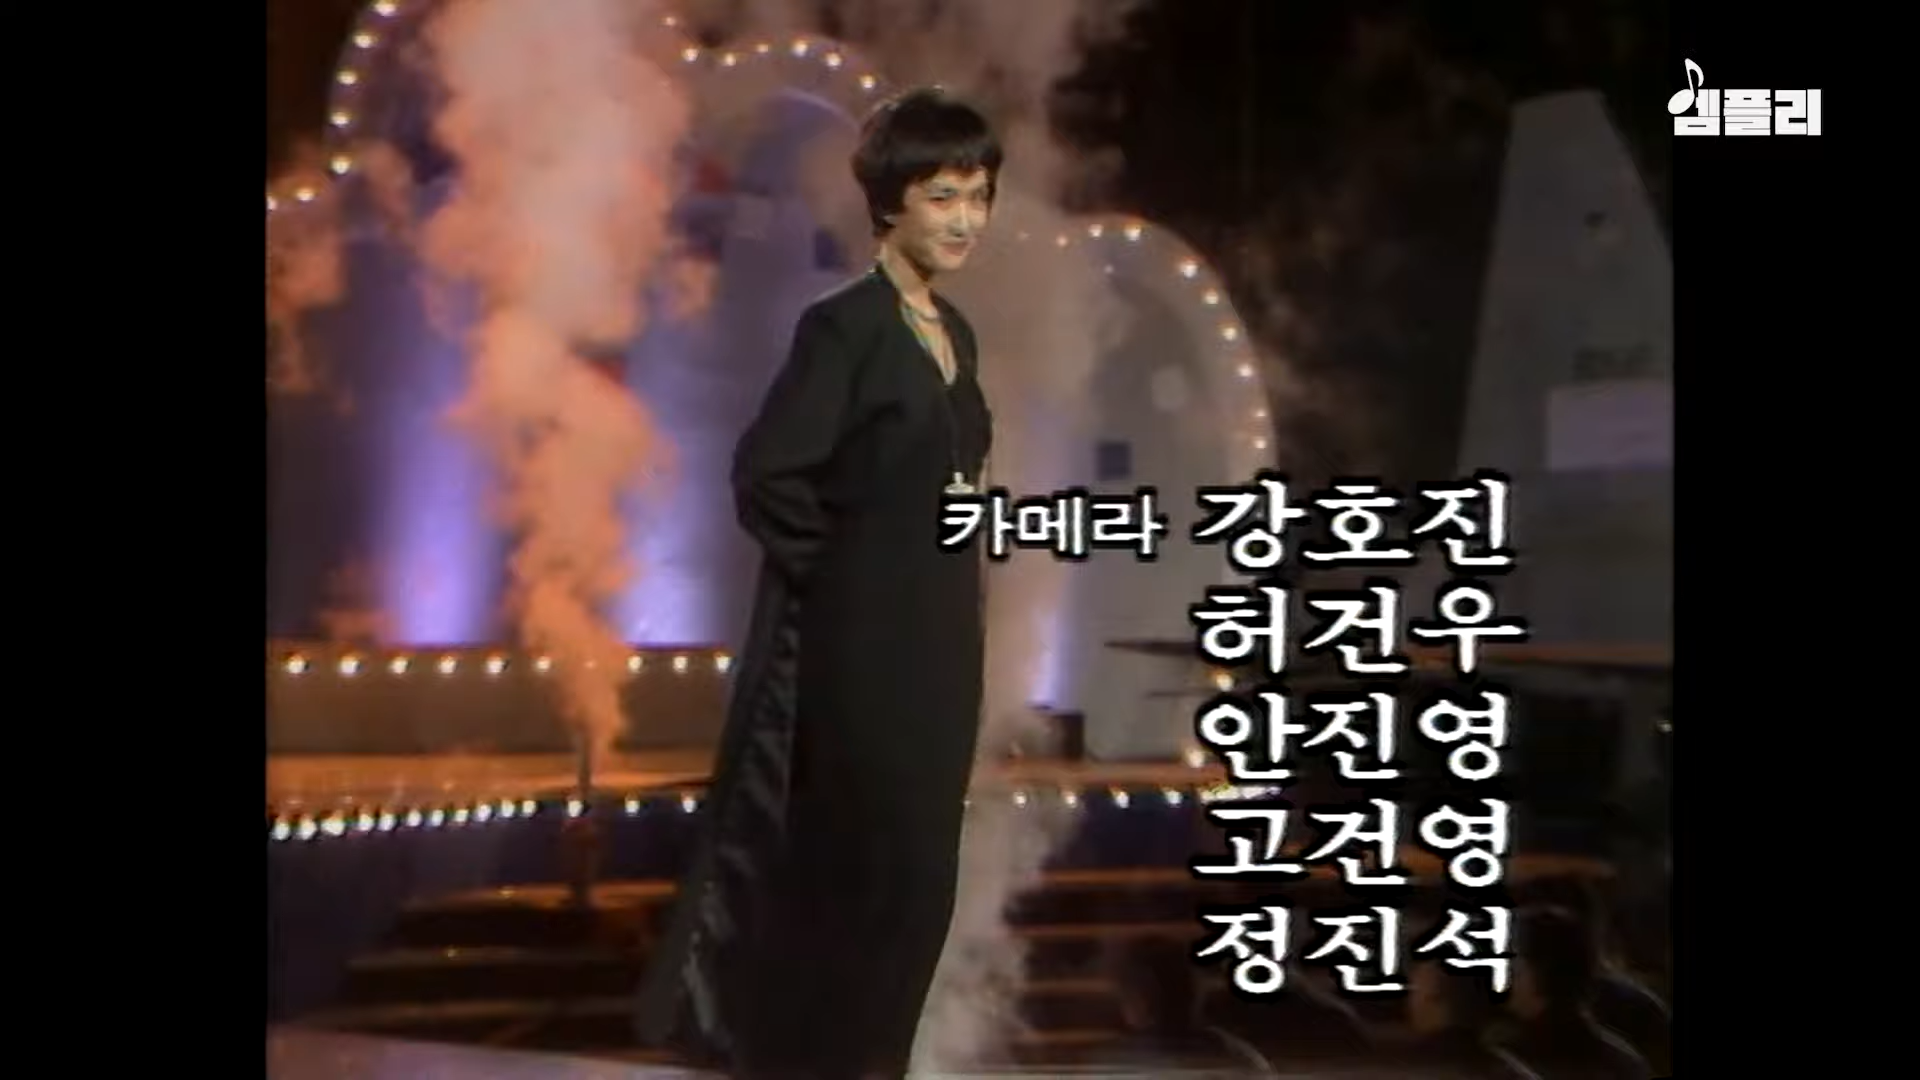 엠플리
카메라 강호진
허건우
안진영
고건영
정진석